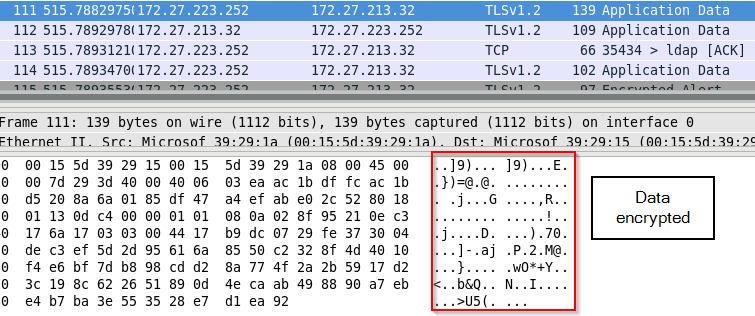 111 515.78829750 172.27.223.252 172.27.213.32 TLSv1.2 139 Application Data
112 515.78929780 172.27.213.32 172.27.223.252 TLSv1.2 109 Application Data
113 515.78931210 172.27.223.252 172.27.213.32 TCP 66 35434 > ldap [ACK]
114 515.78934700 172.27.223.252 172.27.213.32 TLSv1.2 102 Application Data
Frame 111: 139 bytes on wire (1112 bits), 139 bytes captured (1112 bits) on interface 0
Ethernet II, Src: Microsof 39:29:1a (00:15:5d:39:29:1a), Dst: Microsof 39:29:15 (00:15:5d:39:29
0 00 15 5d 39 29 15 00 15 5d 39 29 1a 08 00 45 00 ..]9)... ]9)...E.
0 00 7d 29 3d 40 00 40 06 03 ea ac 1b df fc ac 1b .})=@.@. ........
0 d5 20 8a 6a 01 85 df 47 a4 ef ab e0 2c 52 80 18 . .j...G ....,R..
0 01 13 0d c4 00 00 01 01 08 0a 02 8f 95 21 0e c3 ........ .....!..
0 17 6a 17 03 03 00 44 17 b9 dc 07 29 fe 37 30 04 .j....D. ...).70.
0 de c3 ef 5d 2d 95 61 6a 85 50 c2 32 8f 4d 40 10 ...]-.aj .P.2.M@.
0 f4 e6 bf 7d b8 98 cd d2 8a 77 4f 2a 2b 59 17 d2 ...}.... .wO*+Y..
0 3c 19 8c 62 26 51 89 0d 4e ca ab 49 88 90 a7 eb <..b&Q.. N..I....
0 e4 b7 ba 3e 55 35 28 e7 d1 ea 92 ...>U5(. ...
Data
encrypted